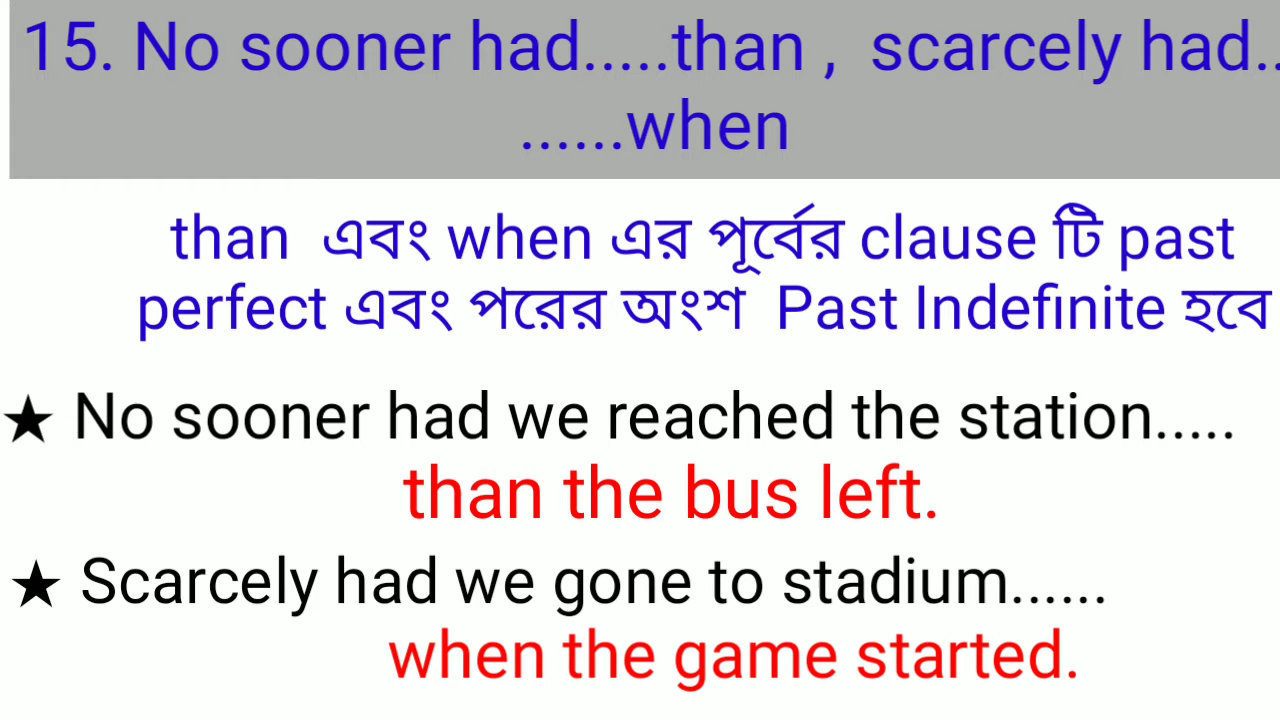 15. No sooner had.....than , scarcely had..
......when
than এবং when এর পূর্বের clause টি past
perfect এবং পরের অংশ Past Indefinite হবে
★ No sooner had we reached the station.....
than the bus left.
★ Scarcely had we gone to stadium......
when the game started.